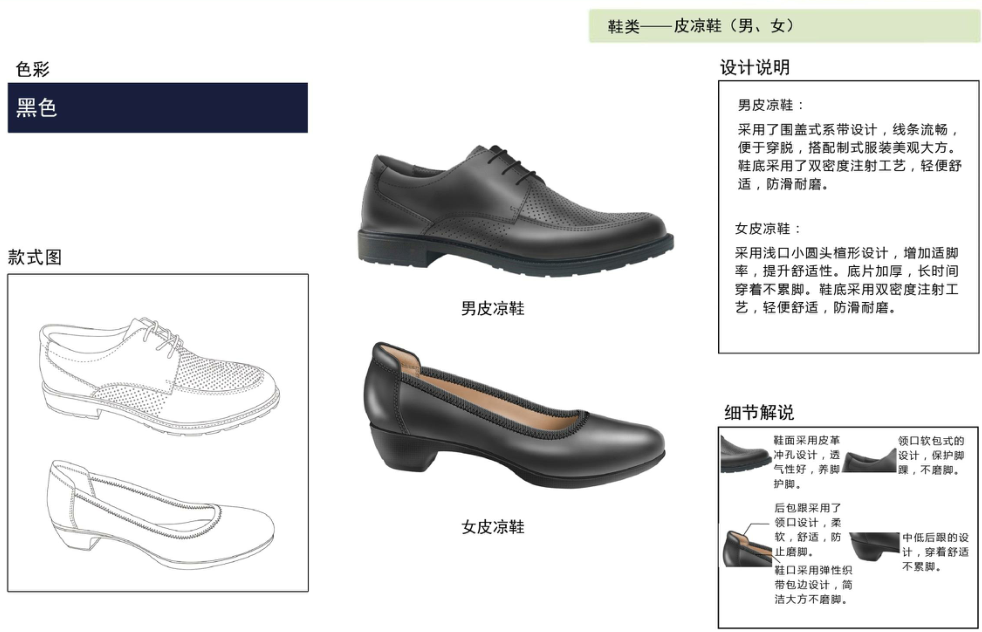 鞋类——皮凉鞋（男、女）
色彩
黑色
款式图
男皮凉鞋
女皮凉鞋
设计说明
男皮凉鞋：
采用了围盖式系带设计，线条流畅，
便于穿脱，搭配制式服装美观大方。
鞋底采用了双密度注射工艺，轻便舒
适，防滑耐磨。
女皮凉鞋：
采用浅口小圆头楦形设计，增加适脚
率，提升舒适性。底片加厚，长时间
穿着不累脚。鞋底采用双密度注射工
艺，轻便舒适，防滑耐磨。
细节解说
鞋面采用皮革
冲孔设计，透
气性好，养脚
护脚。
领口软包式的
设计，保护脚
踝，不磨脚。
后包跟采用了
领口设计，柔
软，舒适，防
止磨脚。
鞋口采用弹性织
带包边设计，简
洁大方不磨脚。
中低后跟的设
计，穿着舒适
不累脚。